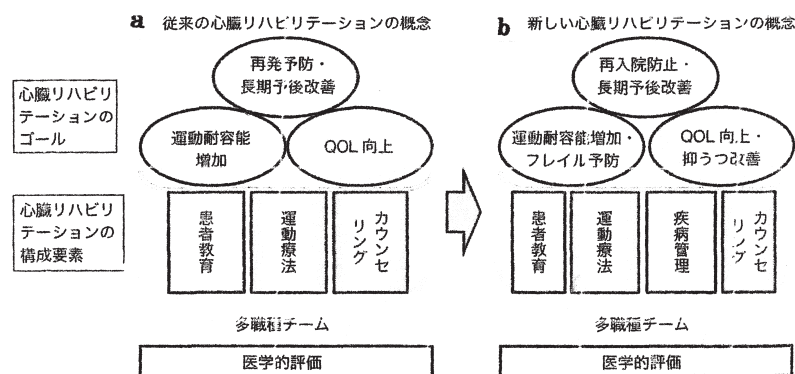 a 従来の心臓リハビリテーションの概念
再発予防・
長期予後改善
運動耐容能
増加
QOL 向上
心臓リハビリ
テーションの
ゴール
心臓リハビリ
テーションの
構成要素
患者教育
運動療法
カウンセ
リング
多職種チーム
医学的評価
b 新しい心臓リハビリテーションの概念
再入院防止・
長期予後改善
運動耐容能増加・
フレイル予防
QOL 向上・
抑うつ改善
患者教育
運動療法
疾病管理
カウンセ
リング
多職種チーム
医学的評価